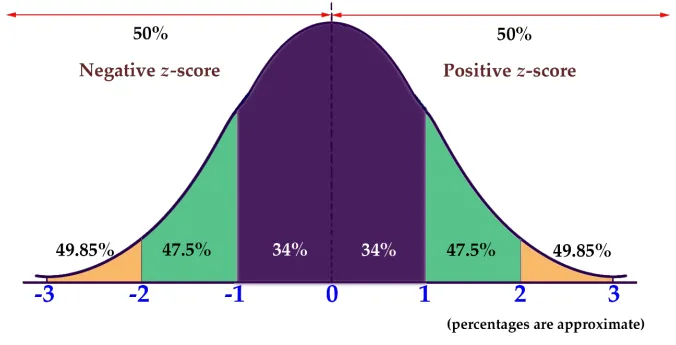 50% 50%
Negative z-score Positive z-score
49.85% 47.5% 34% 34% 47.5% 49.85%
-3 -2 -1 0 1 2 3
(percentages are approximate)